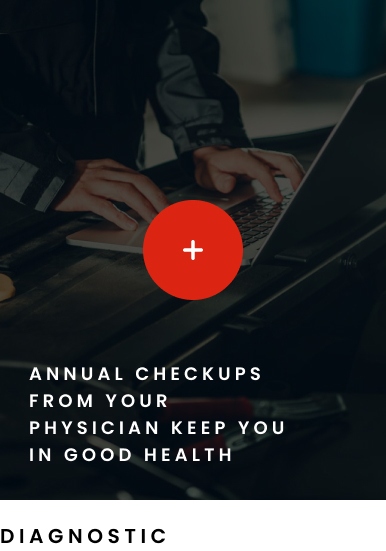 ANNUAL CHECKUPS
FROM YOUR
PHYSICIAN KEEP YOU
IN GOOD HEALTH
DIAGNOSTIC